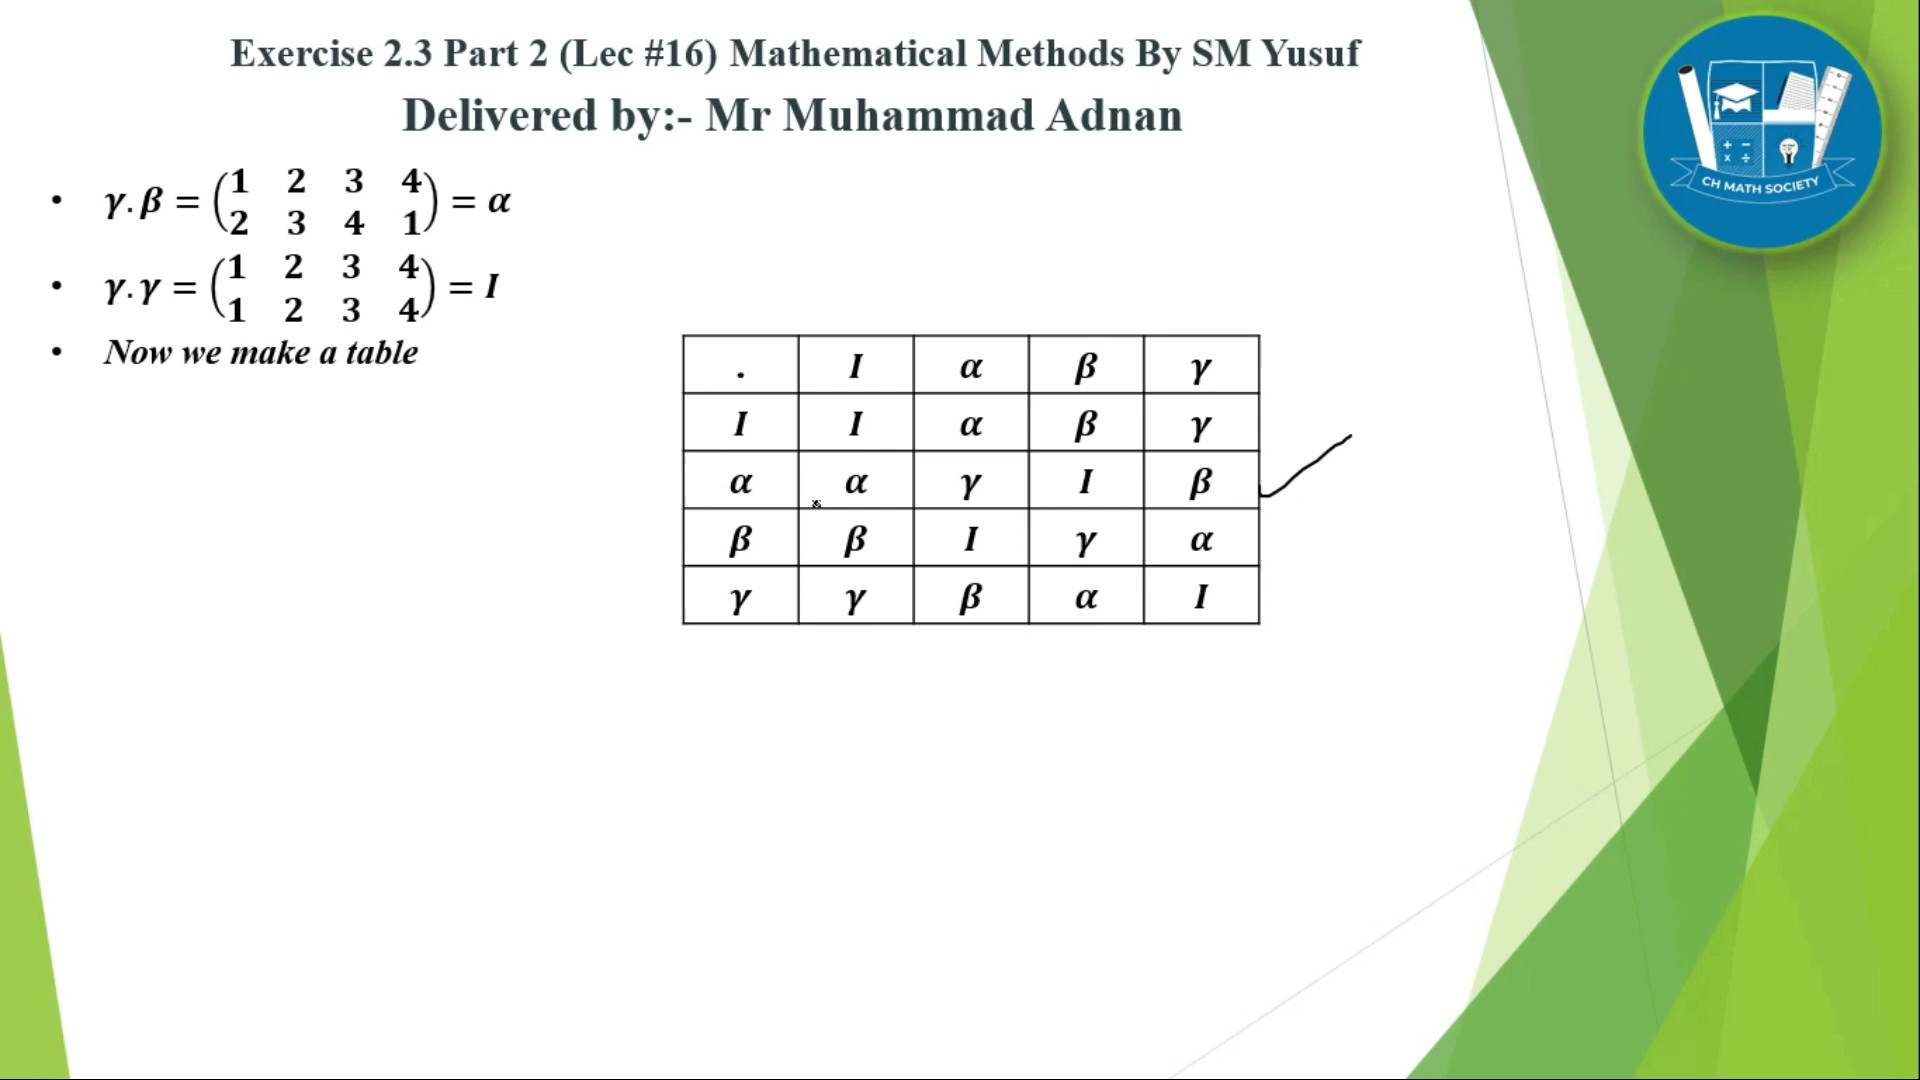 Exercise 2.3 Part 2 (Lec #16) Mathematical Methods By SM Yusuf
Delivered by:- Mr Muhammad Adnan
• γ.β = (1 2 3 4
2 3 4 1) = α
• γ.γ = (1 2 3 4
1 2 3 4) = I
• Now we make a table
. I α β γ
I I α β γ
α α γ I β
β β I γ α
γ γ β α I
CH MATH SOCIETY
+ −
× ÷